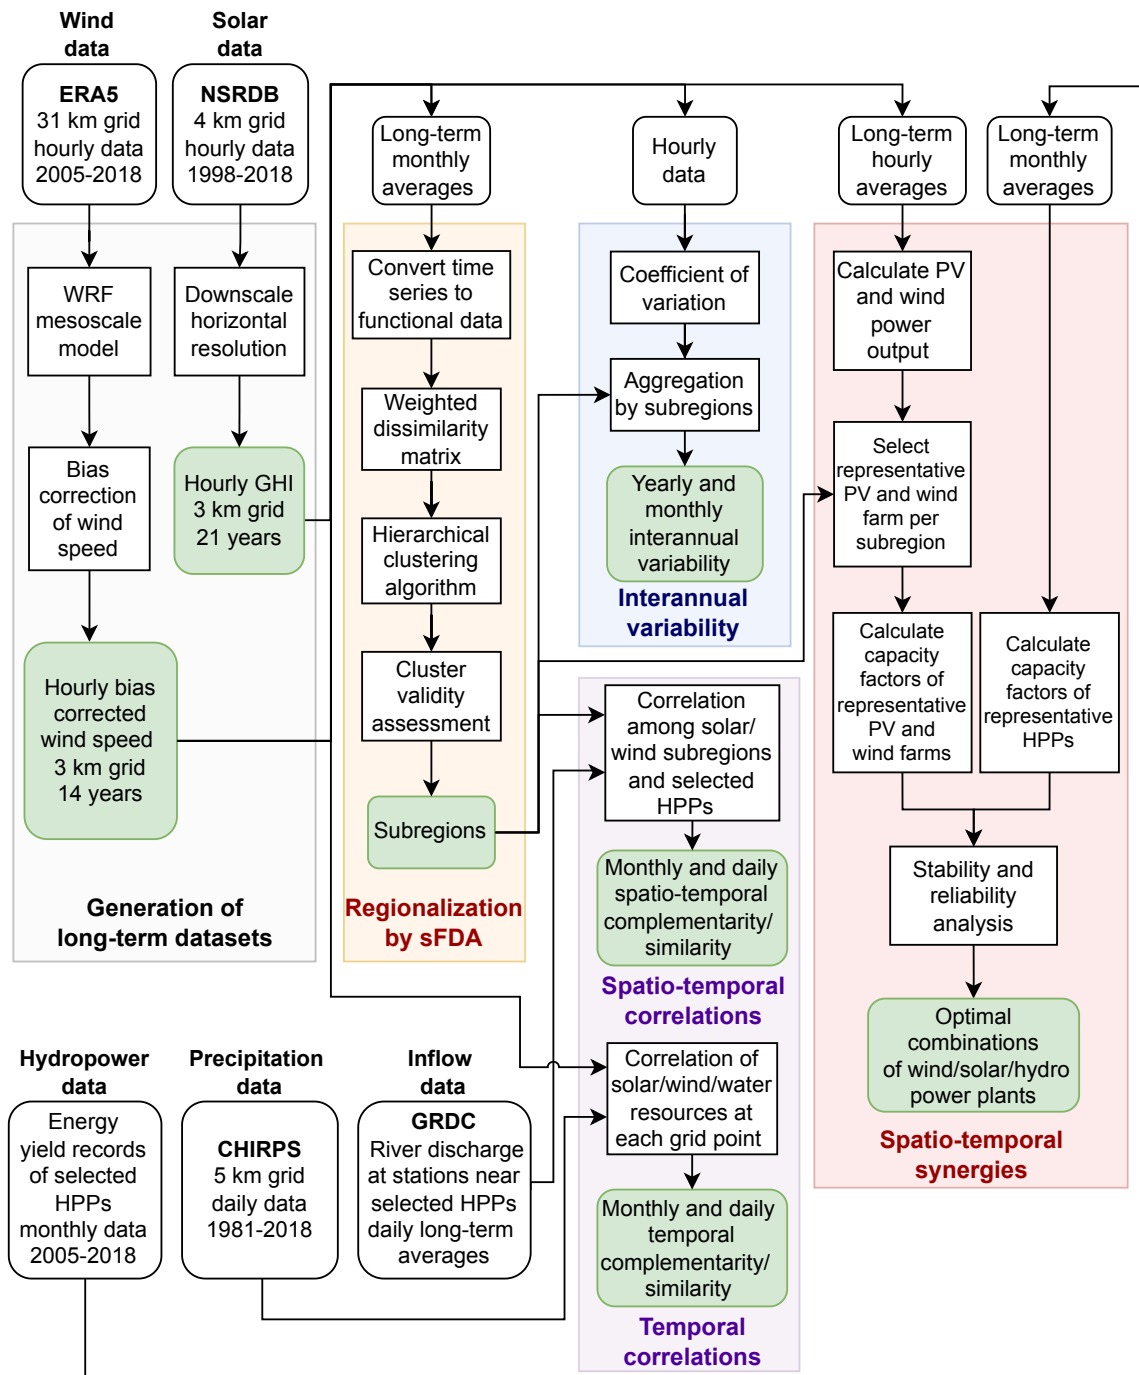 Wind
data
Solar
data
ERA5
31 km grid
hourly data
2005-2018
NSRDB
4 km grid
hourly data
1998-2018
Long-term
monthly
averages
Hourly
data
Long-term
hourly
averages
Long-term
monthly
averages
WRF
mesoscale
model
Downscale
horizontal
resolution
Bias
correction
of wind
speed
Hourly GHI
3 km grid
21 years
Hourly bias
corrected
wind speed
3 km grid
14 years
Generation of
long-term datasets
Convert time
series to
functional data
Weighted
dissimilarity
matrix
Hierarchical
clustering
algorithm
Cluster
validity
assessment
Subregions
Regionalization
by sFDA
Coefficient of
variation
Aggregation
by subregions
Yearly and
monthly
interannual
variability
Interannual
variability
Correlation
among solar/
wind subregions
and selected
HPPs
Monthly and daily
spatio-temporal
complementarity/
similarity
Spatio-temporal
correlations
Correlation of
solar/wind/water
resources at
each grid point
Monthly and daily
temporal
complementarity/
similarity
Temporal
correlations
Calculate PV
and wind
power
output
Select
representative
PV and wind
farm per
subregion
Calculate
capacity
factors of
representative
PV and
wind farms
Calculate
capacity
factors of
representative
HPPs
Stability and
reliability
analysis
Optimal
combinations
of wind/solar/hydro
power plants
Spatio-temporal
synergies
Hydropower
data
Energy
yield records
of selected
HPPs
monthly data
2005-2018
Precipitation
data
CHIRPS
5 km grid
daily data
1981-2018
Inflow
data
GRDC
River discharge
at stations near
selected HPPs
daily long-term
averages